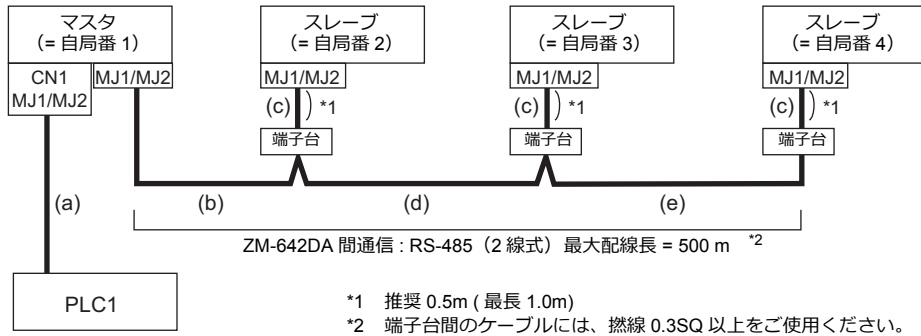 マスタ
(= 自局番 1)
スレーブ
(= 自局番 2)
スレーブ
(= 自局番 3)
スレーブ
(= 自局番 4)
CN1
MJ1/MJ2
MJ1/MJ2
MJ1/MJ2
MJ1/MJ2
MJ1/MJ2
(c) *1
(c) *1
(c) *1
端子台
端子台
端子台
(a)
(b)
(d)
(e)
ZM-642DA 間通信 : RS-485（2 線式）最大配線長 = 500 m *2
PLC1
*1 推奨 0.5m ( 最長 1.0m)
*2 端子台間のケーブルには、撚線 0.3SQ 以上をご使用ください。